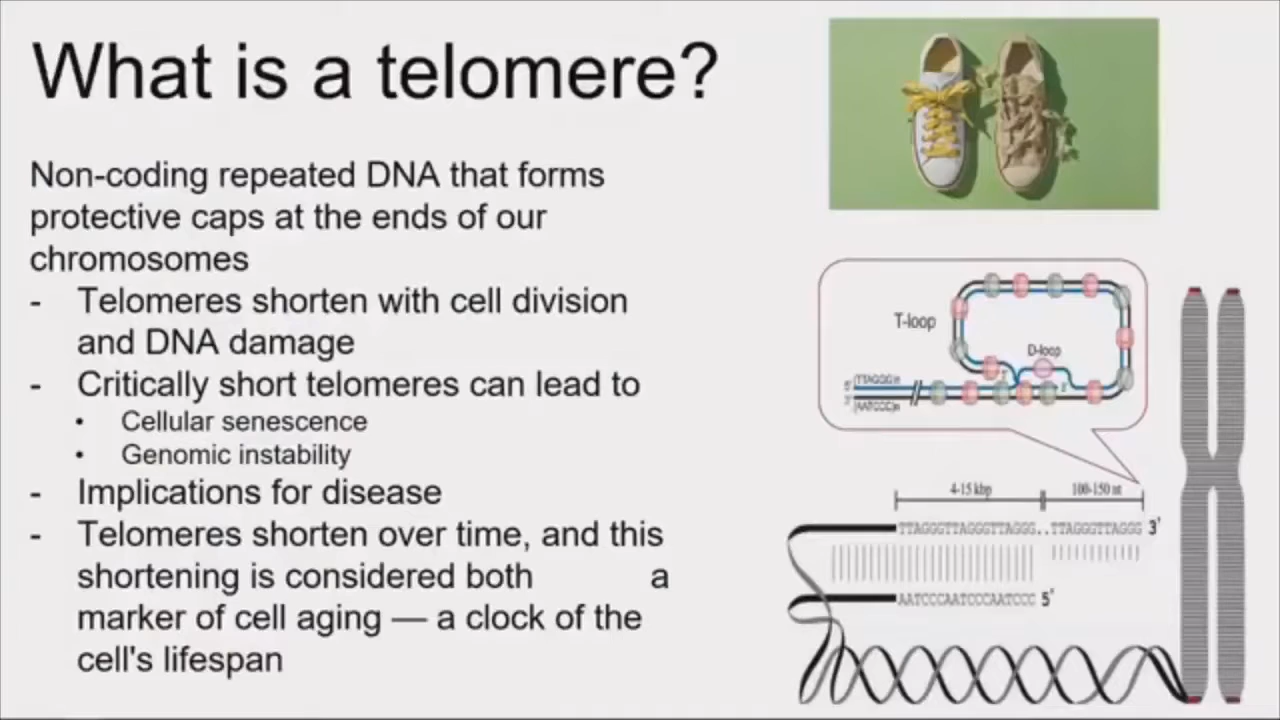 What is a telomere?
Non-coding repeated DNA that forms
protective caps at the ends of our
chromosomes
- Telomeres shorten with cell division
and DNA damage
- Critically short telomeres can lead to
• Cellular senescence
• Genomic instability
- Implications for disease
- Telomeres shorten over time, and this
shortening is considered both a
marker of cell aging — a clock of the
cell's lifespan
T-loop
D-loop
(TTAGGG)n
(AATCCC)n
4-15 kbp 100-150 nt
TTAGGGTTAGGGTTAGGG..TTAGGGTTAGGG 3'
AATCCCAATCCCAATCCC 5'